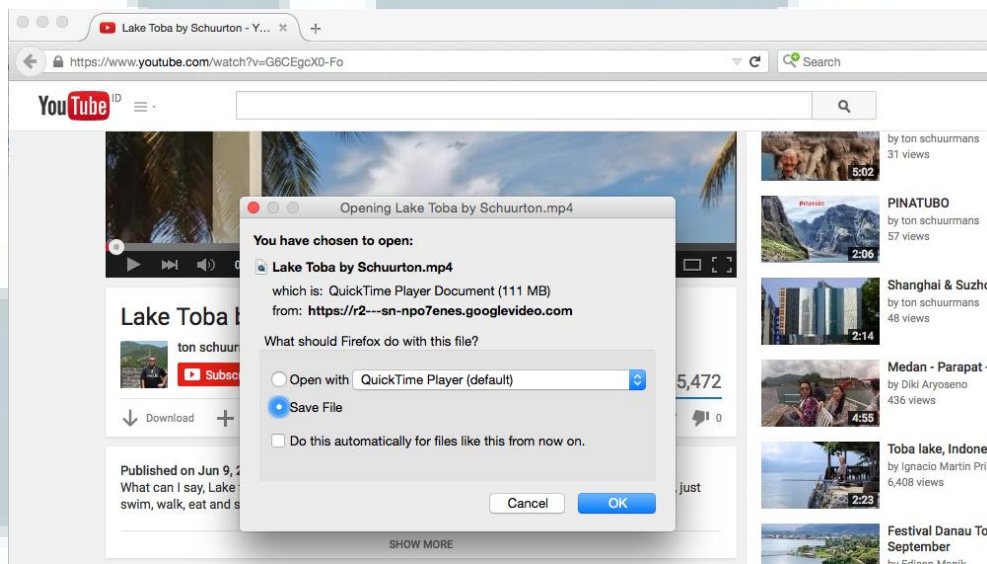 Lake Toba by Schuurton - Y...
https://www.youtube.com/watch?v=G6CEgcX0-Fo
Search
YouTube ID
by ton schuurmans
31 views
5:02
PINATUBO
by ton schuurmans
57 views
2:06
Shanghai &
by ton schuurmans
48 views
2:14
Medan - Parapat -
by Diki Aryoseno
436 views
4:55
Toba lake,
by Ignacio Martin
6,408 views
2:23
Festival Danau
September
Opening Lake Toba by Schuurton.mp4
You have chosen to open:
Lake Toba by Schuurton.mp4
which is: QuickTime Player Document (111 MB)
from: https://r2---sn-npo7enes.googlevideo.com
What should Firefox do with this file?
Open with QuickTime Player (default)
Save File
Do this automatically for files like this from now on.
Cancel OK
Lake Toba
ton
5,472
Download
0
Published on Jun 9,
What can I say, Lake
just
swim, walk, eat and
SHOW MORE